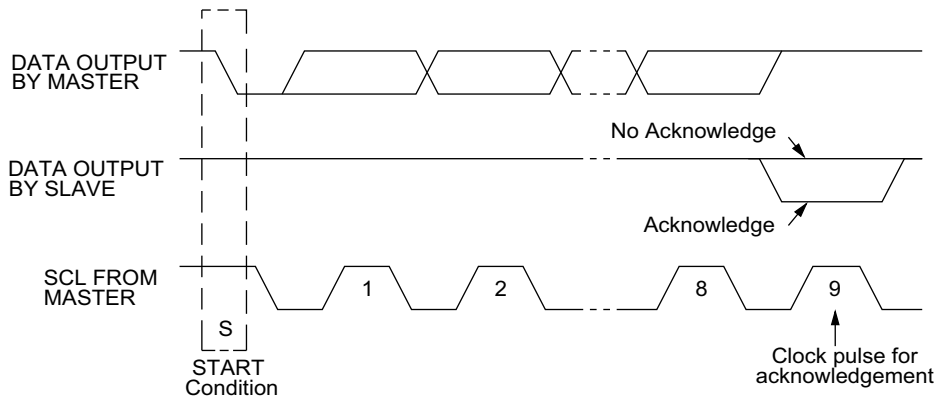 DATA OUTPUT
BY MASTER
No Acknowledge
DATA OUTPUT
BY SLAVE
Acknowledge
SCL FROM
MASTER
1
2
8
9
S
START
Condition
Clock pulse for
acknowledgement